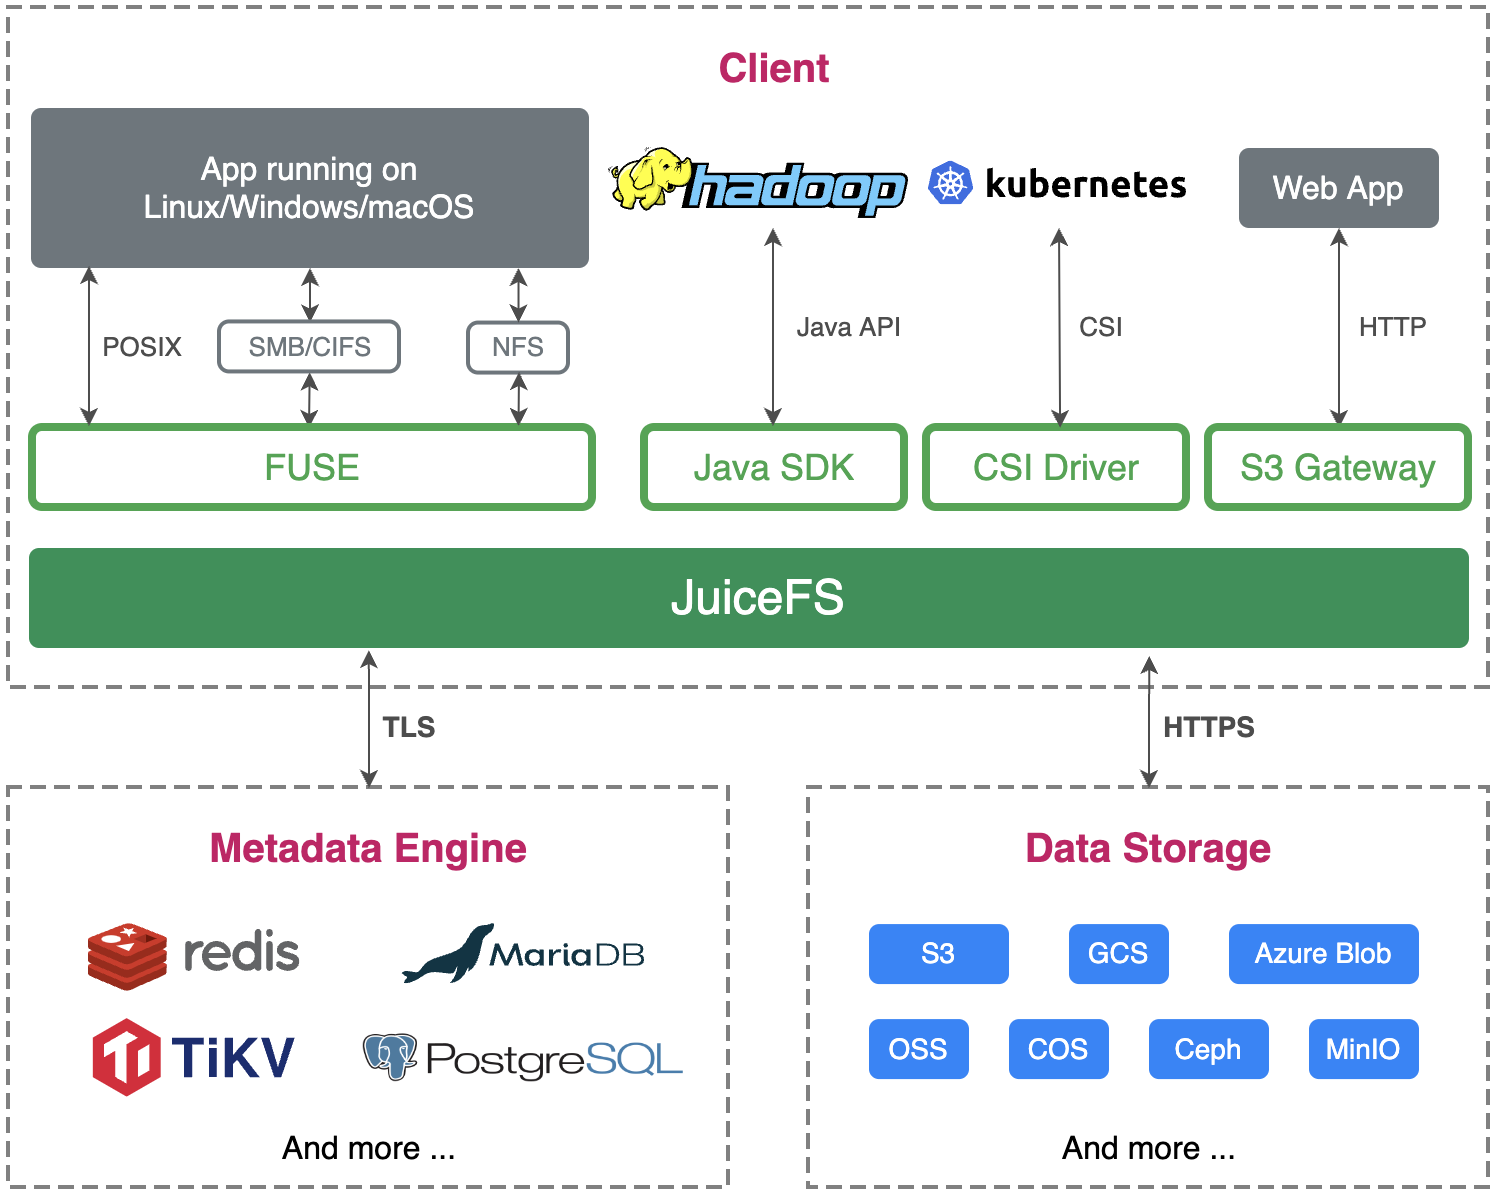 Client
App running on
Linux/Windows/macOS
hadoop
kubernetes
Web App
POSIX
SMB/CIFS
NFS
Java API
CSI
HTTP
FUSE
Java SDK
CSI Driver
S3 Gateway
JuiceFS
TLS
HTTPS
Metadata Engine
redis
MariaDB
TiKV
PostgreSQL
And more ...
Data Storage
S3
GCS
Azure Blob
OSS
COS
Ceph
MinIO
And more ...